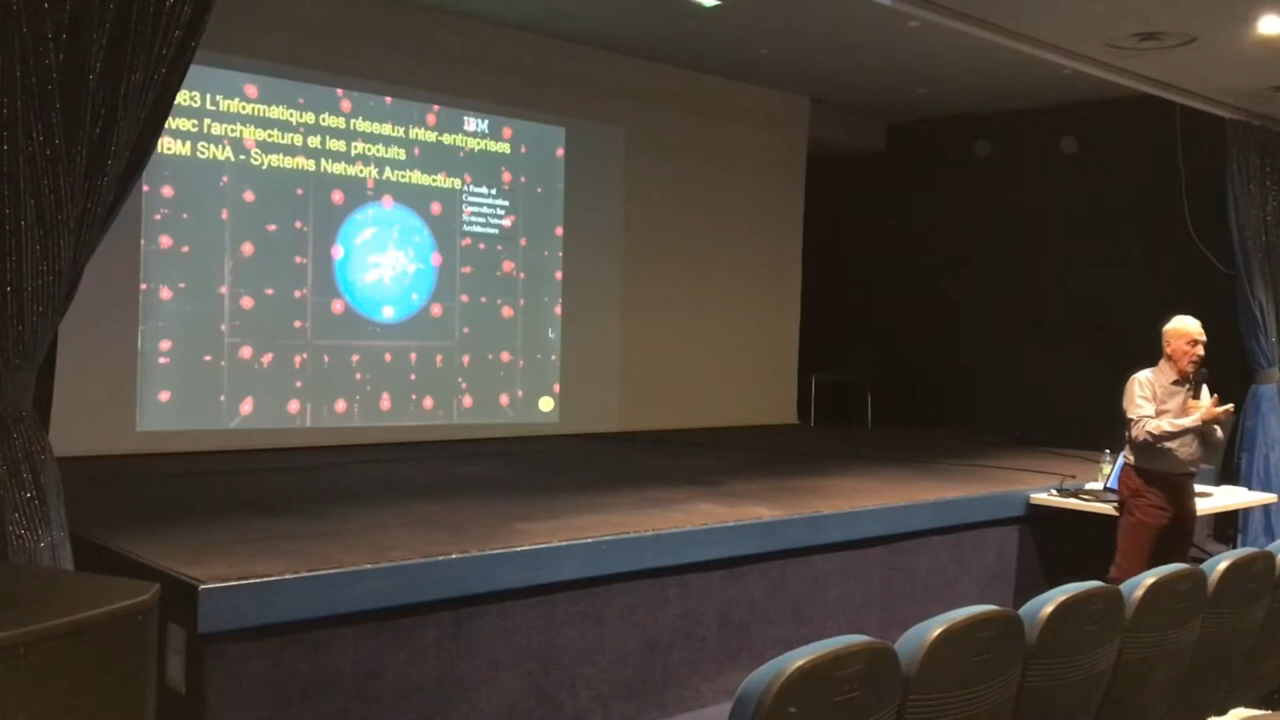 983 L'informatique des réseaux inter-entreprises
avec l'architecture et les produits
IBM SNA - Systems Network Architecture
IBM
A Family of
Communication
Controllers for
Systems Network
Architecture